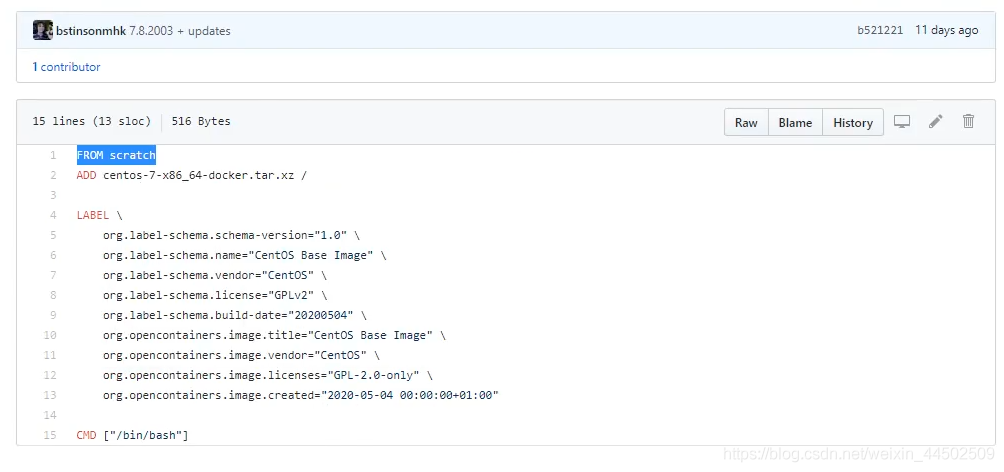 bstinsonmhk 7.8.2003 + updates b521221 11 days ago
1 contributor
15 lines (13 sloc) 516 Bytes Raw Blame History
1 FROM scratch
2 ADD centos-7-x86_64-docker.tar.xz /
3
4 LABEL \
5 org.label-schema.schema-version="1.0" \
6 org.label-schema.name="CentOS Base Image" \
7 org.label-schema.vendor="CentOS" \
8 org.label-schema.license="GPLv2" \
9 org.label-schema.build-date="20200504" \
10 org.opencontainers.image.title="CentOS Base Image" \
11 org.opencontainers.image.vendor="CentOS" \
12 org.opencontainers.image.licenses="GPL-2.0-only" \
13 org.opencontainers.image.created="2020-05-04 00:00:00+01:00"
14
15 CMD ["/bin/bash"]
https://blog.csdn.net/weixin_44502509